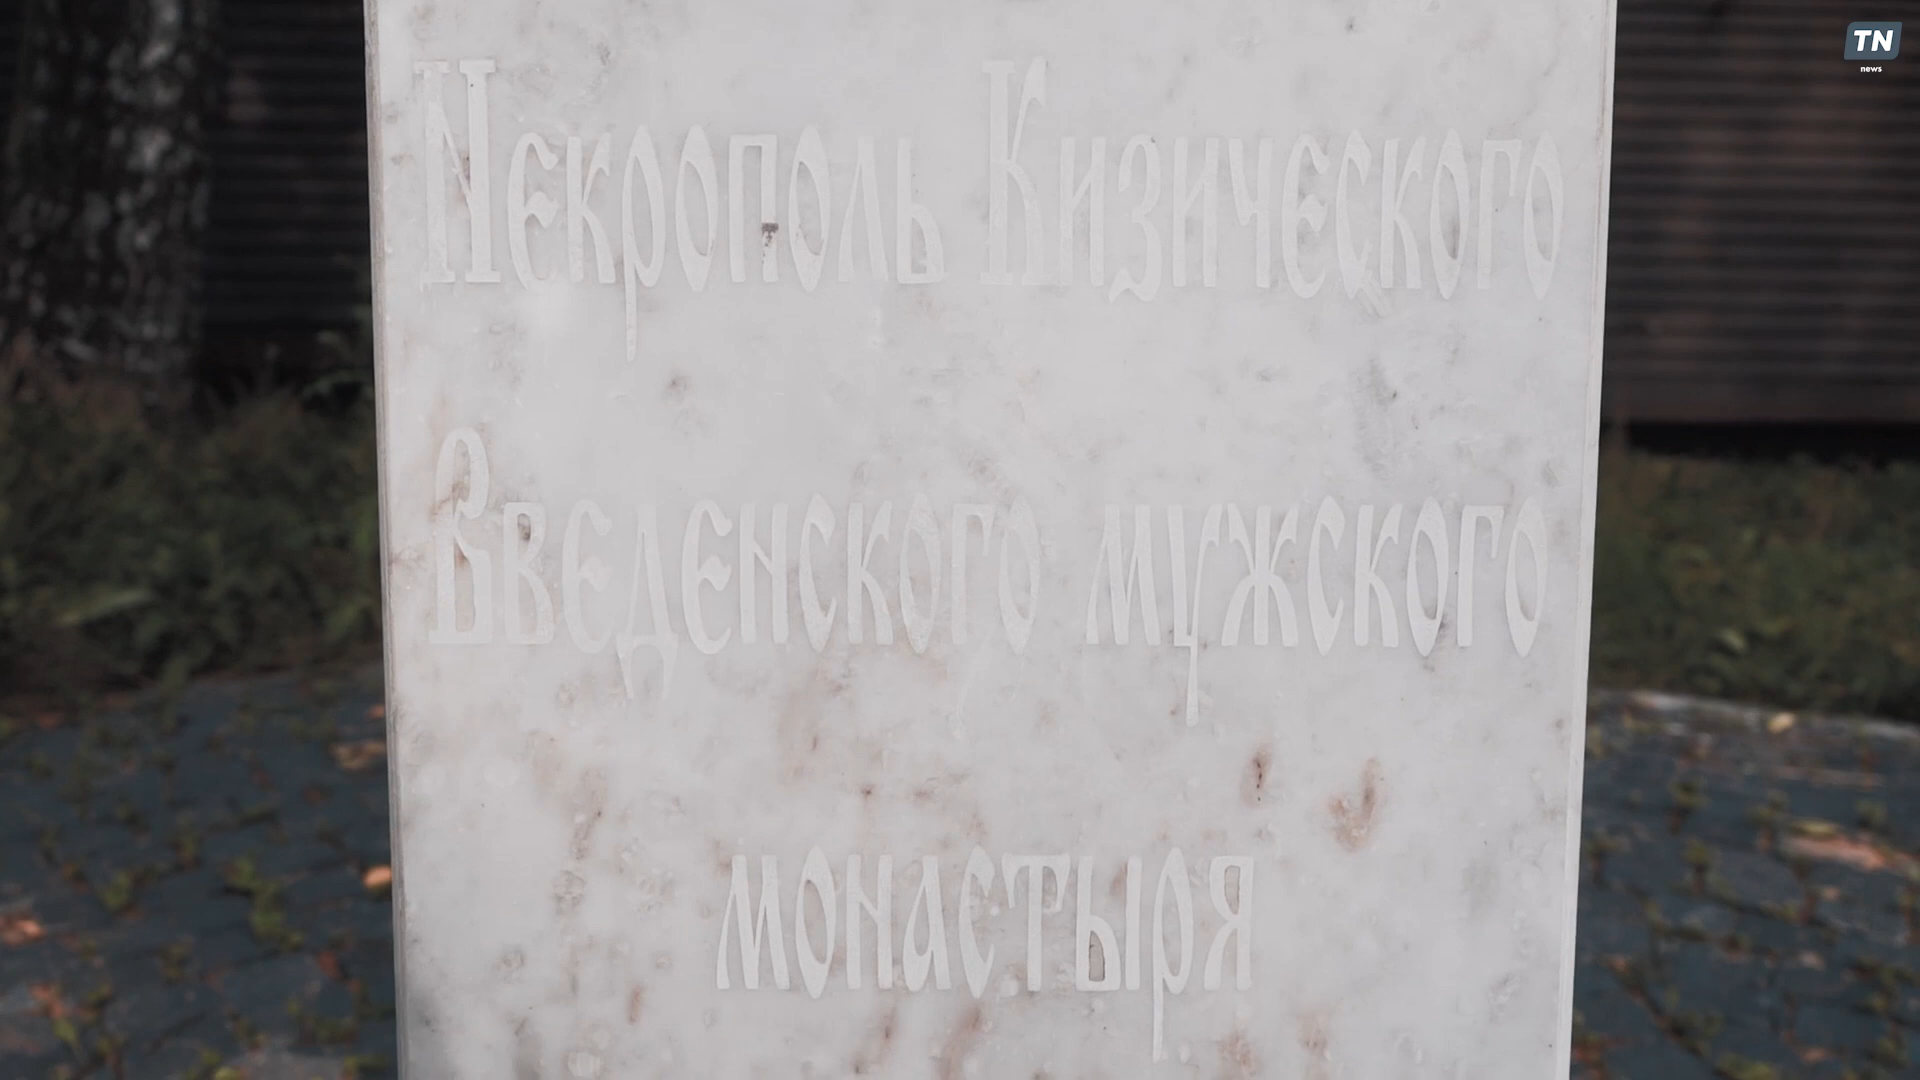 TN
news
Некрополь Кизического
Введенского мужского
монастыря